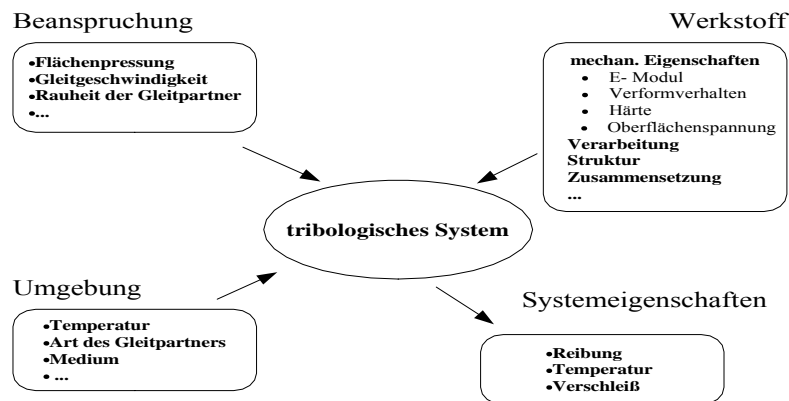 Beanspruchung
•Flächenpressung
•Gleitgeschwindigkeit
•Rauheit der Gleitpartner
•...
Werkstoff
mechan. Eigenschaften
• E- Modul
• Verformverhalten
• Härte
• Oberflächenspannung
Verarbeitung
Struktur
Zusammensetzung
...
tribologisches System
Umgebung
•Temperatur
•Art des Gleitpartners
•Medium
• ...
Systemeigenschaften
•Reibung
•Temperatur
•Verschleiß